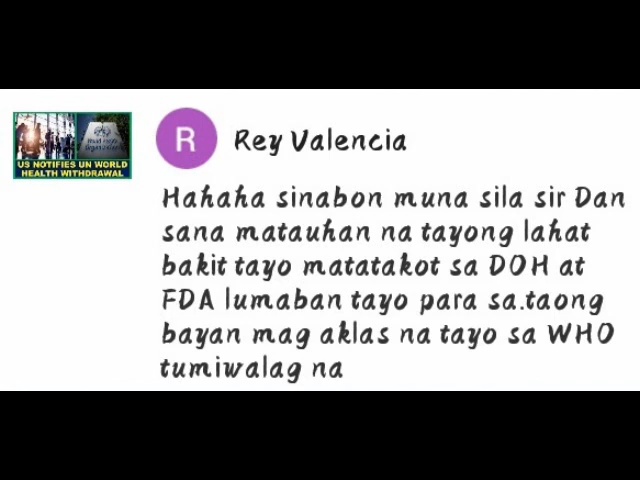 US NOTIFIES UN WORLD
HEALTH WITHDRAWAL
R
Rey Valencia
Hahaha sinabon muna sila sir Dan
sana matauhan na tayong lahat
bakit tayo matatakot sa DOH at
FDA lumaban tayo para sa.taong
bayan mag aklas na tayo sa WHO
tumiwalag na